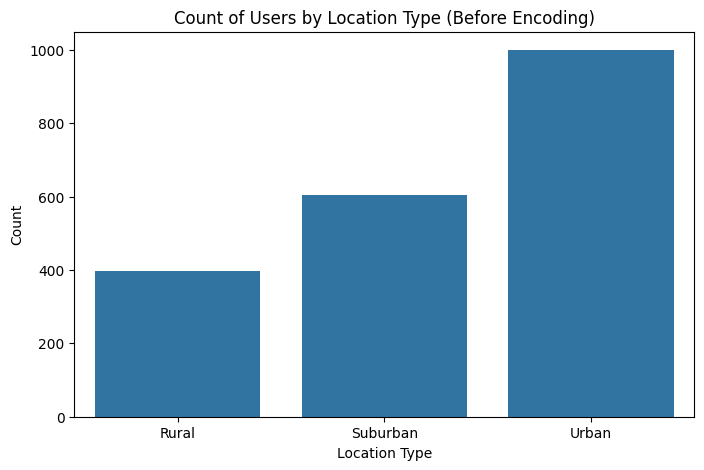 Count of Users by Location Type (Before Encoding)
1000
800
600
400
200
0
Count
Rural Suburban Urban
Location Type